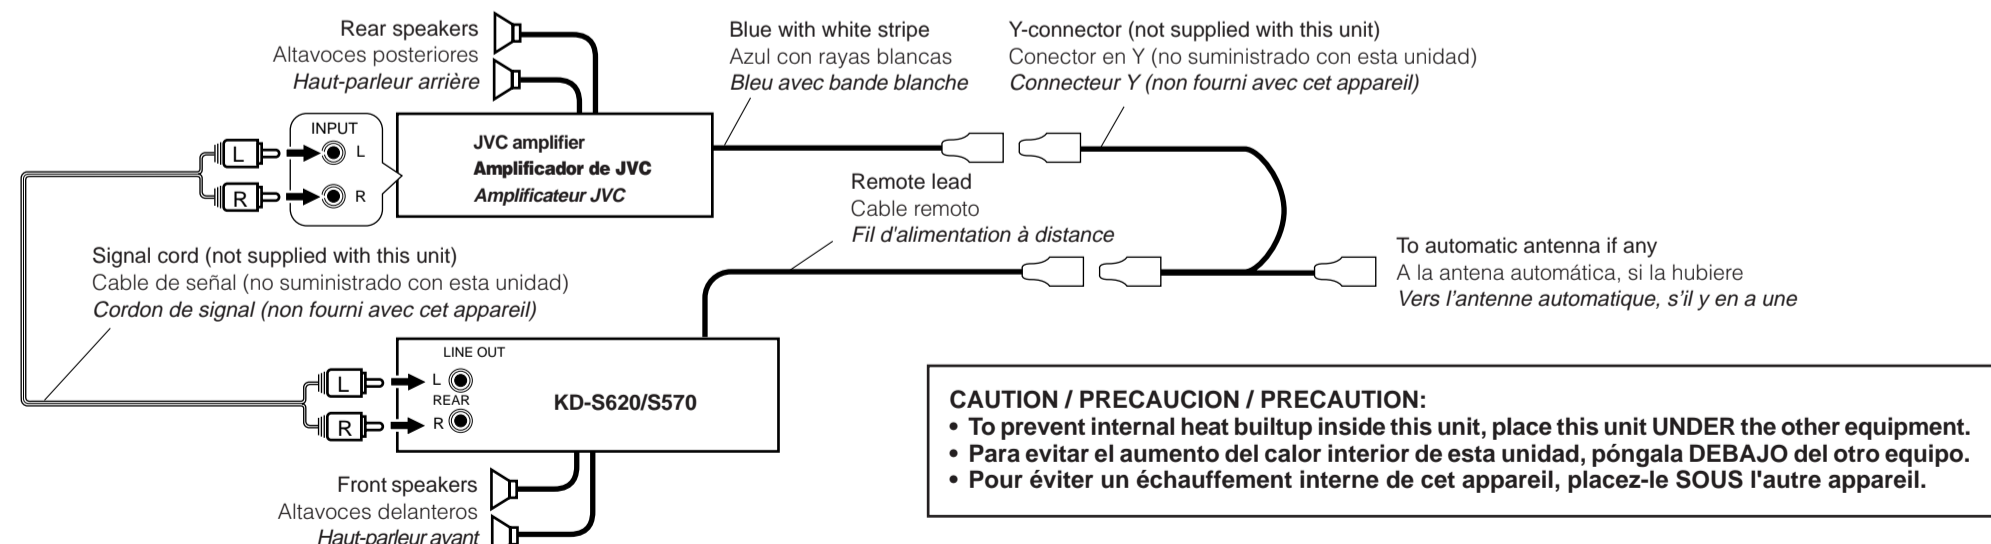 Rear speakers
Altavoces posteriores
Haut-parleur arrière
Blue with white stripe
Azul con rayas blancas
Bleu avec bande blanche
Y-connector (not supplied with this unit)
Conector en Y (no suministrado con esta unidad)
Connecteur Y (non fourni avec cet appareil)
INPUT
L
L
R
R
JVC amplifier
Amplificador de JVC
Amplificateur JVC
Remote lead
Cable remoto
Fil d'alimentation à distance
To automatic antenna if any
A la antena automática, si la hubiere
Vers l'antenne automatique, s'il y en a une
Signal cord (not supplied with this unit)
Cable de señal (no suministrado con esta unidad)
Cordon de signal (non fourni avec cet appareil)
LINE OUT
L
L
REAR
R
R
KD-S620/S570
Front speakers
Altavoces delanteros
Haut-parleur avant
CAUTION / PRECAUCION / PRECAUTION:
• To prevent internal heat builtup inside this unit, place this unit UNDER the other equipment.
• Para evitar el aumento del calor interior de esta unidad, póngala DEBAJO del otro equipo.
• Pour éviter un échauffement interne de cet appareil, placez-le SOUS l'autre appareil.